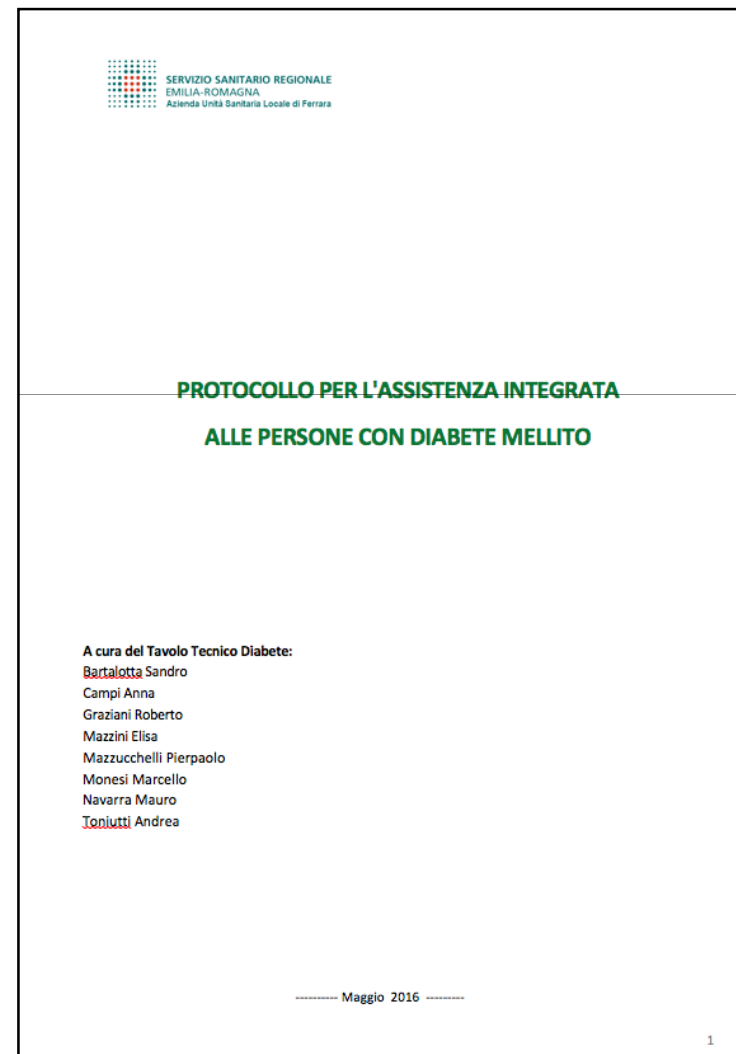 SERVIZIO SANITARIO REGIONALE
EMILIA-ROMAGNA
Azienda Unità Sanitaria Locale di Ferrara
PROTOCOLLO PER L'ASSISTENZA INTEGRATA
ALLE PERSONE CON DIABETE MELLITO
A cura del Tavolo Tecnico Diabete:
Bartalotta Sandro
Campi Anna
Graziani Roberto
Mazzini Elisa
Mazzucchelli Pierpaolo
Monesi Marcello
Navarra Mauro
Toniutti Andrea
---------- Maggio 2016 ---------
1